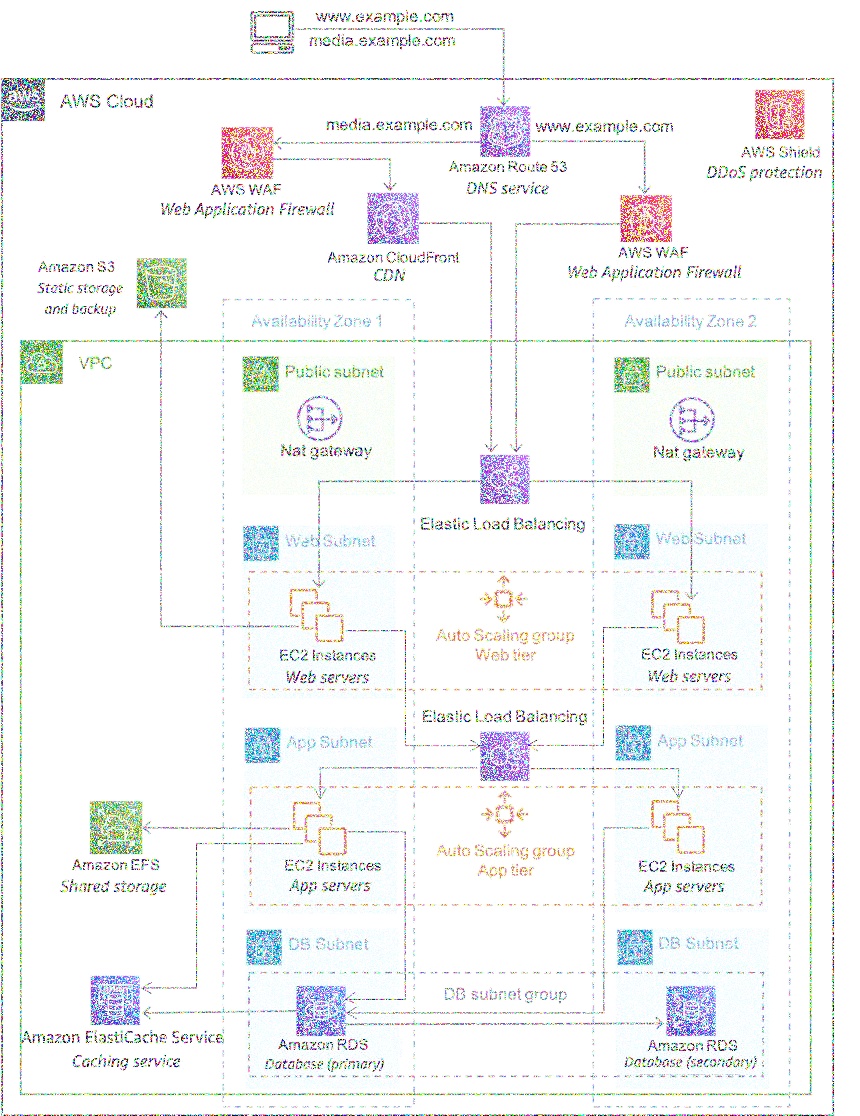 www.example.com
media.example.com
AWS
AWS Cloud
media.example.com
www.example.com
Amazon Route 53
DNS service
AWS Shield
DDoS protection
AWS WAF
Web Application Firewall
Amazon CloudFront
CDN
AWS WAF
Web Application Firewall
Amazon S3
Static storage
and backup
Availability Zone 1
Availability Zone 2
VPC
Public subnet
Public subnet
Nat gateway
Nat gateway
Elastic Load Balancing
Web Subnet
Web Subnet
Auto Scaling group
Web tier
EC2 Instances
Web servers
EC2 Instances
Web servers
Elastic Load Balancing
App Subnet
App Subnet
Auto Scaling group
App tier
EC2 Instances
App servers
EC2 Instances
App servers
Amazon EFS
Shared storage
DB Subnet
DB Subnet
DB subnet group
Amazon ElastiCache Service
Caching service
Amazon RDS
Database (primary)
Amazon RDS
Database (secondary)